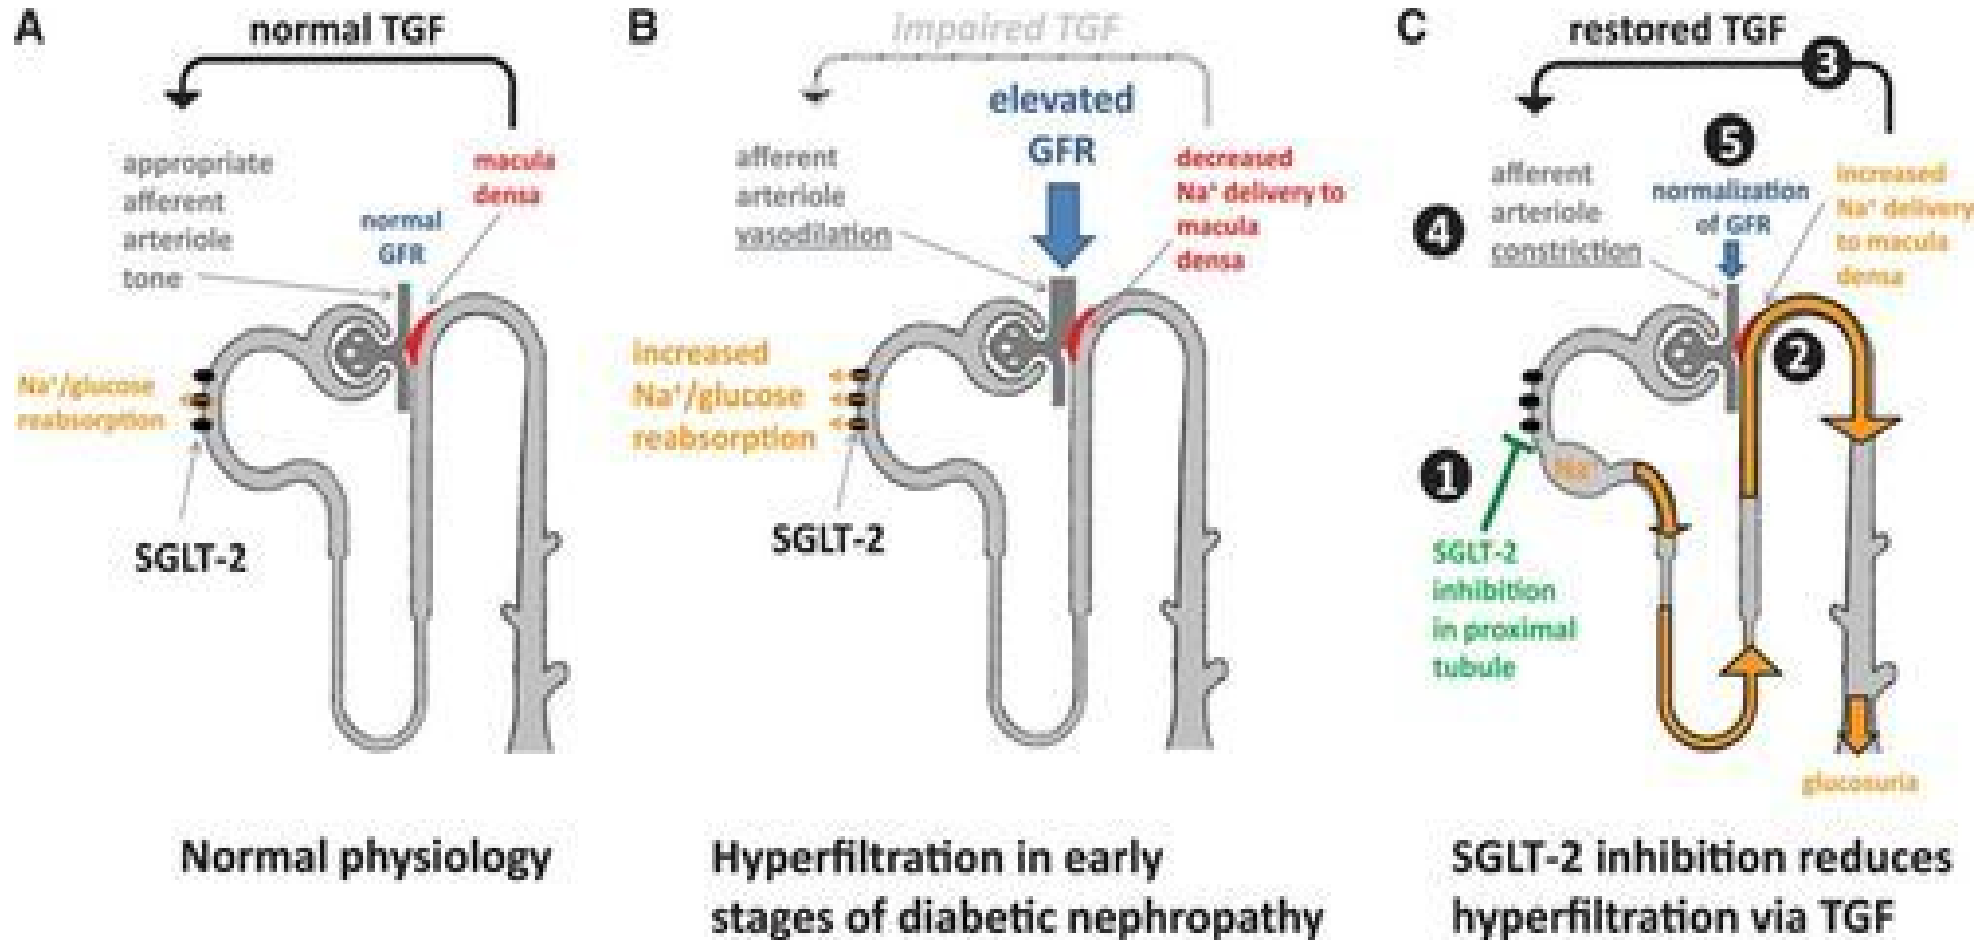 A
normal TGF
appropriate
afferent
arteriole
tone
macula
densa
normal
GFR
Na⁺/glucose
reabsorption
SGLT-2
Normal physiology
B
impaired TGF
elevated
GFR
afferent
arteriole
vasodilation
decreased
Na⁺ delivery to
macula
densa
increased
Na⁺/glucose
reabsorption
SGLT-2
Hyperfiltration in early
stages of diabetic nephropathy
C
restored TGF
3
5
afferent
arteriole
constriction
4
normalization
of GFR
increased
Na⁺ delivery
to macula
densa
2
1
Na⁺
SGLT-2
inhibition
in proximal
tubule
glucosuria
SGLT-2 inhibition reduces
hyperfiltration via TGF